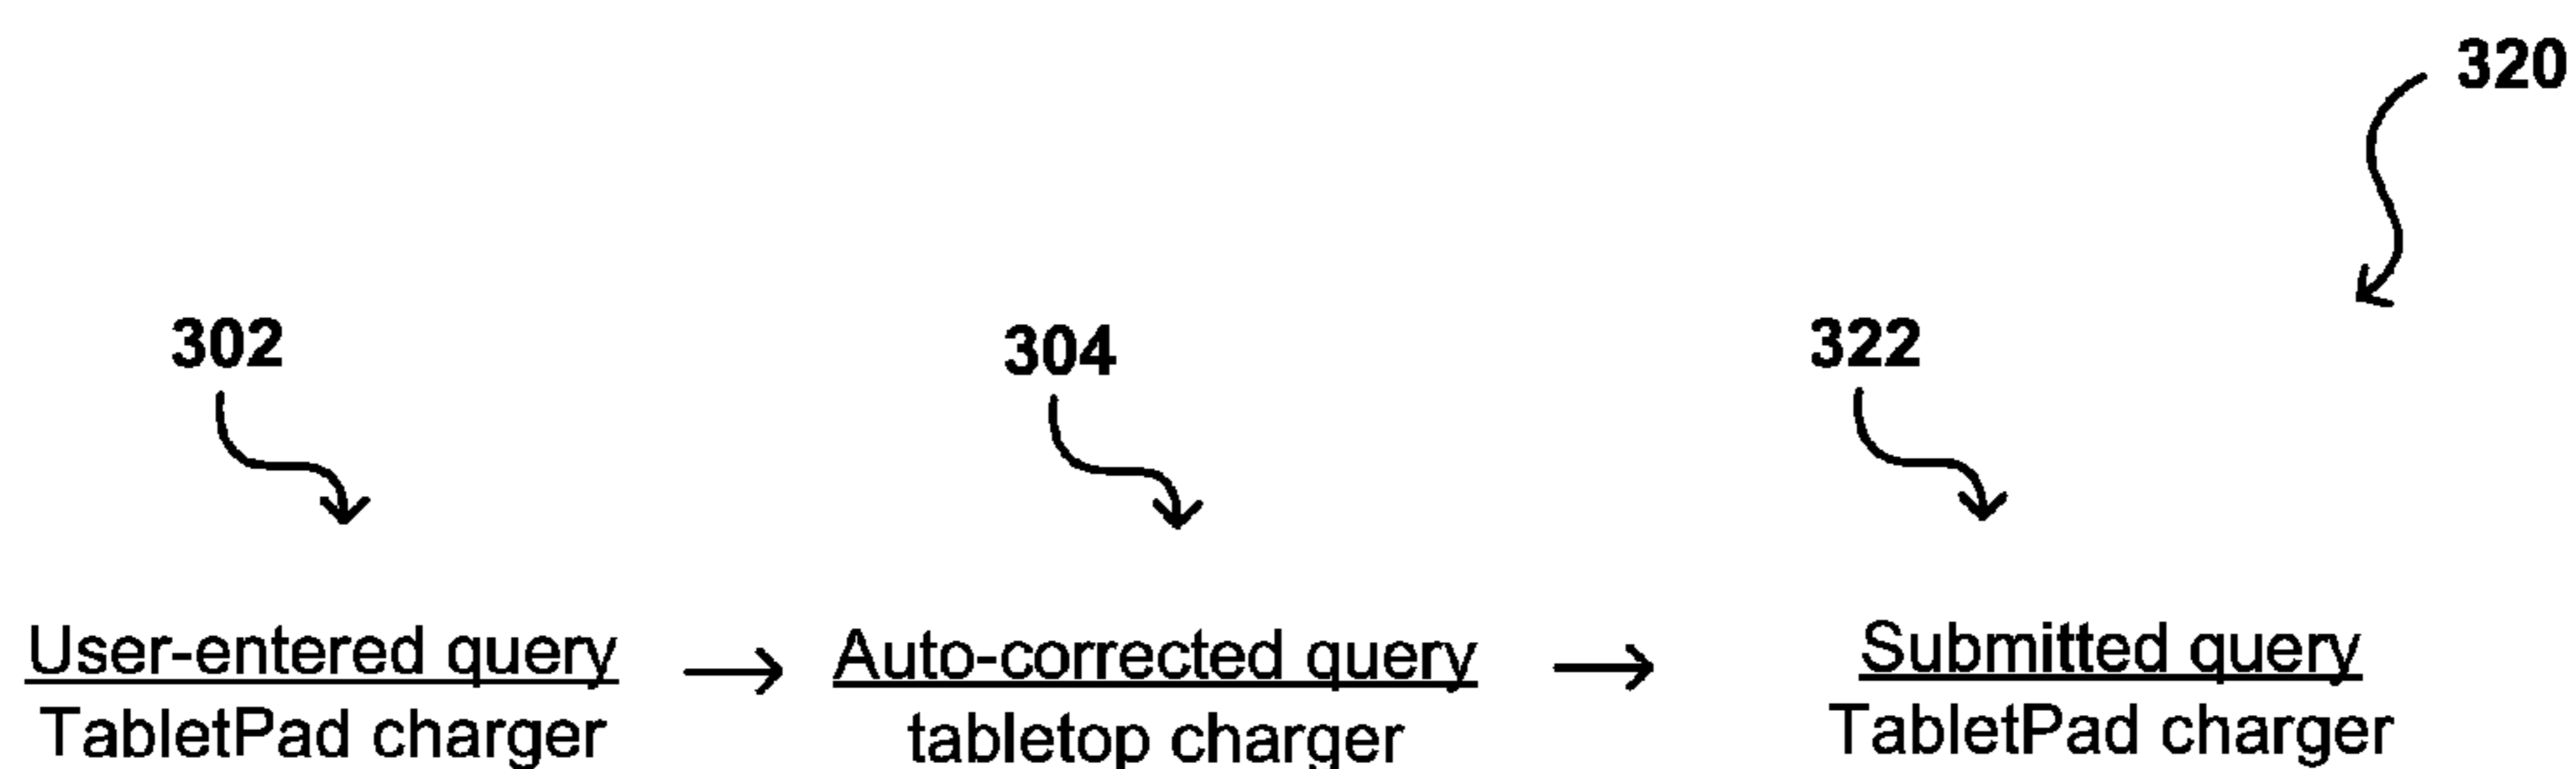 320
302
304
322
User-entered query → Auto-corrected query → Submitted query
TabletPad charger tabletop charger TabletPad charger